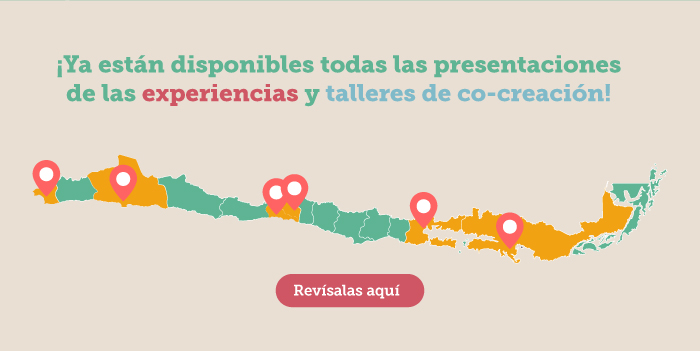 ¡Ya están disponibles todas las presentaciones
de las experiencias y talleres de co-creación!
Revísalas aquí